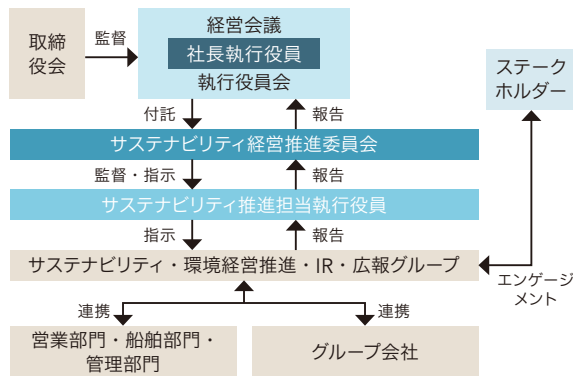 取締
役会
監督
経営会議
社長執行役員
執行役員会
ステーク
ホルダー
付託
報告
サステナビリティ経営推進委員会
監督・指示
報告
サステナビリティ推進担当執行役員
指示
報告
サステナビリティ・環境経営推進・IR・広報グループ
エンゲージ
メント
連携
連携
営業部門・船舶部門・
管理部門
グループ会社